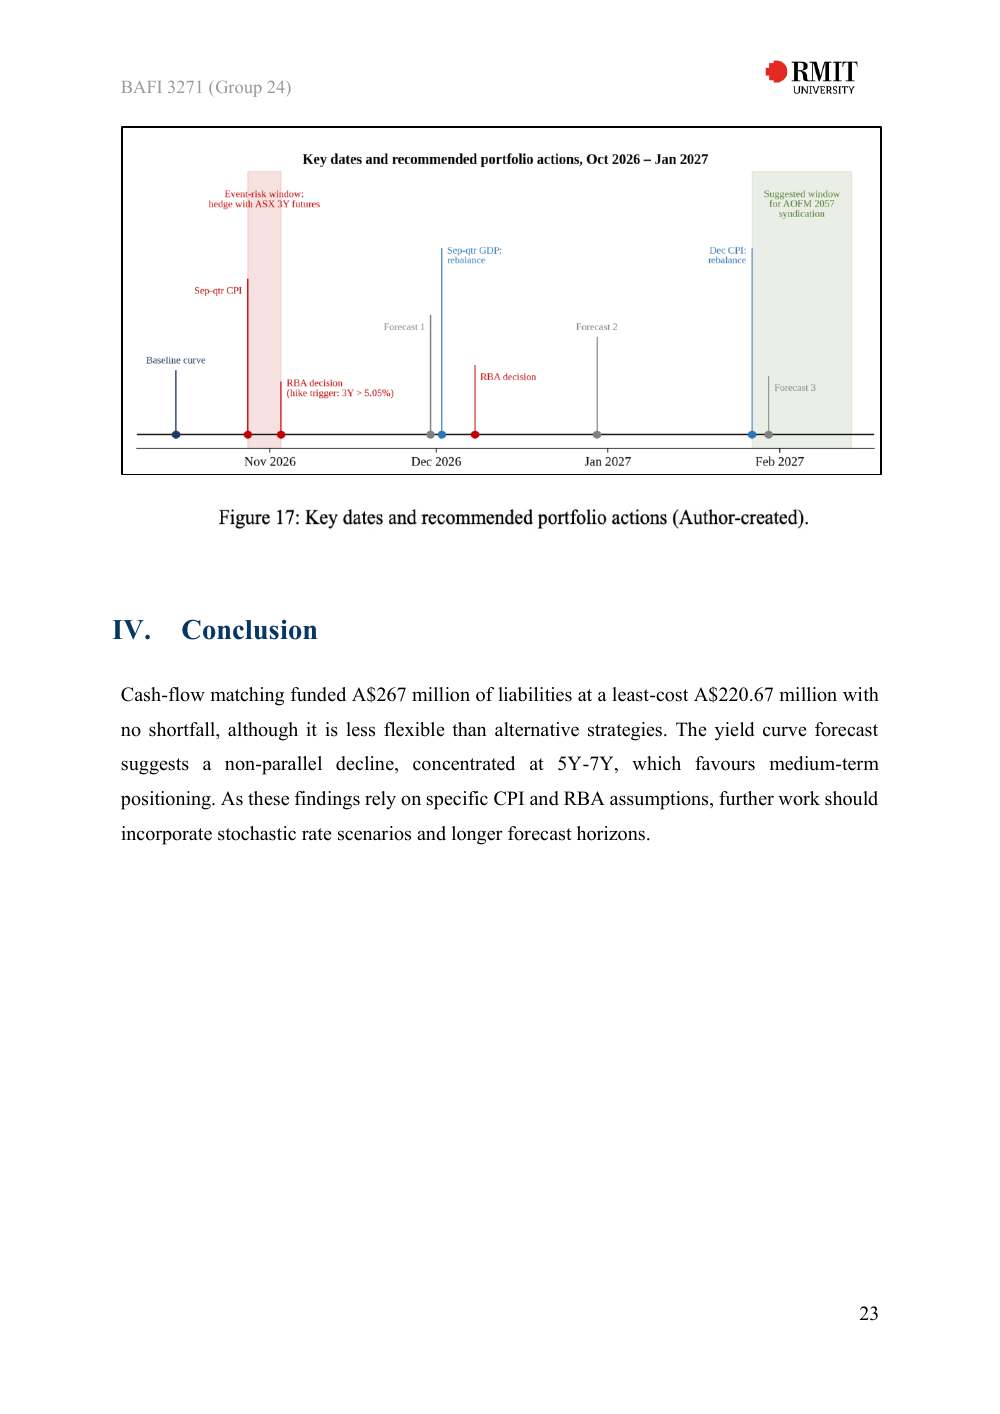 BAFI 3271 (Group 24)
RMIT
UNIVERSITY
Key dates and recommended portfolio actions, Oct 2026 – Jan 2027
Event-risk window:
hedge with ASX 3Y futures
Suggested window
for AOFM 2057
syndication
Sep-qtr GDP:
rebalance
Dec CPI:
rebalance
Sep-qtr CPI
Forecast 1
Forecast 2
Baseline curve
RBA decision
(hike trigger: 3Y > 5.05%)
RBA decision
Forecast 3
Nov 2026
Dec 2026
Jan 2027
Feb 2027
Figure 17: Key dates and recommended portfolio actions (Author-created).
IV. Conclusion
Cash-flow matching funded A$267 million of liabilities at a least-cost A$220.67 million with
no shortfall, although it is less flexible than alternative strategies. The yield curve forecast
suggests a non-parallel decline, concentrated at 5Y-7Y, which favours medium-term
positioning. As these findings rely on specific CPI and RBA assumptions, further work should
incorporate stochastic rate scenarios and longer forecast horizons.
23